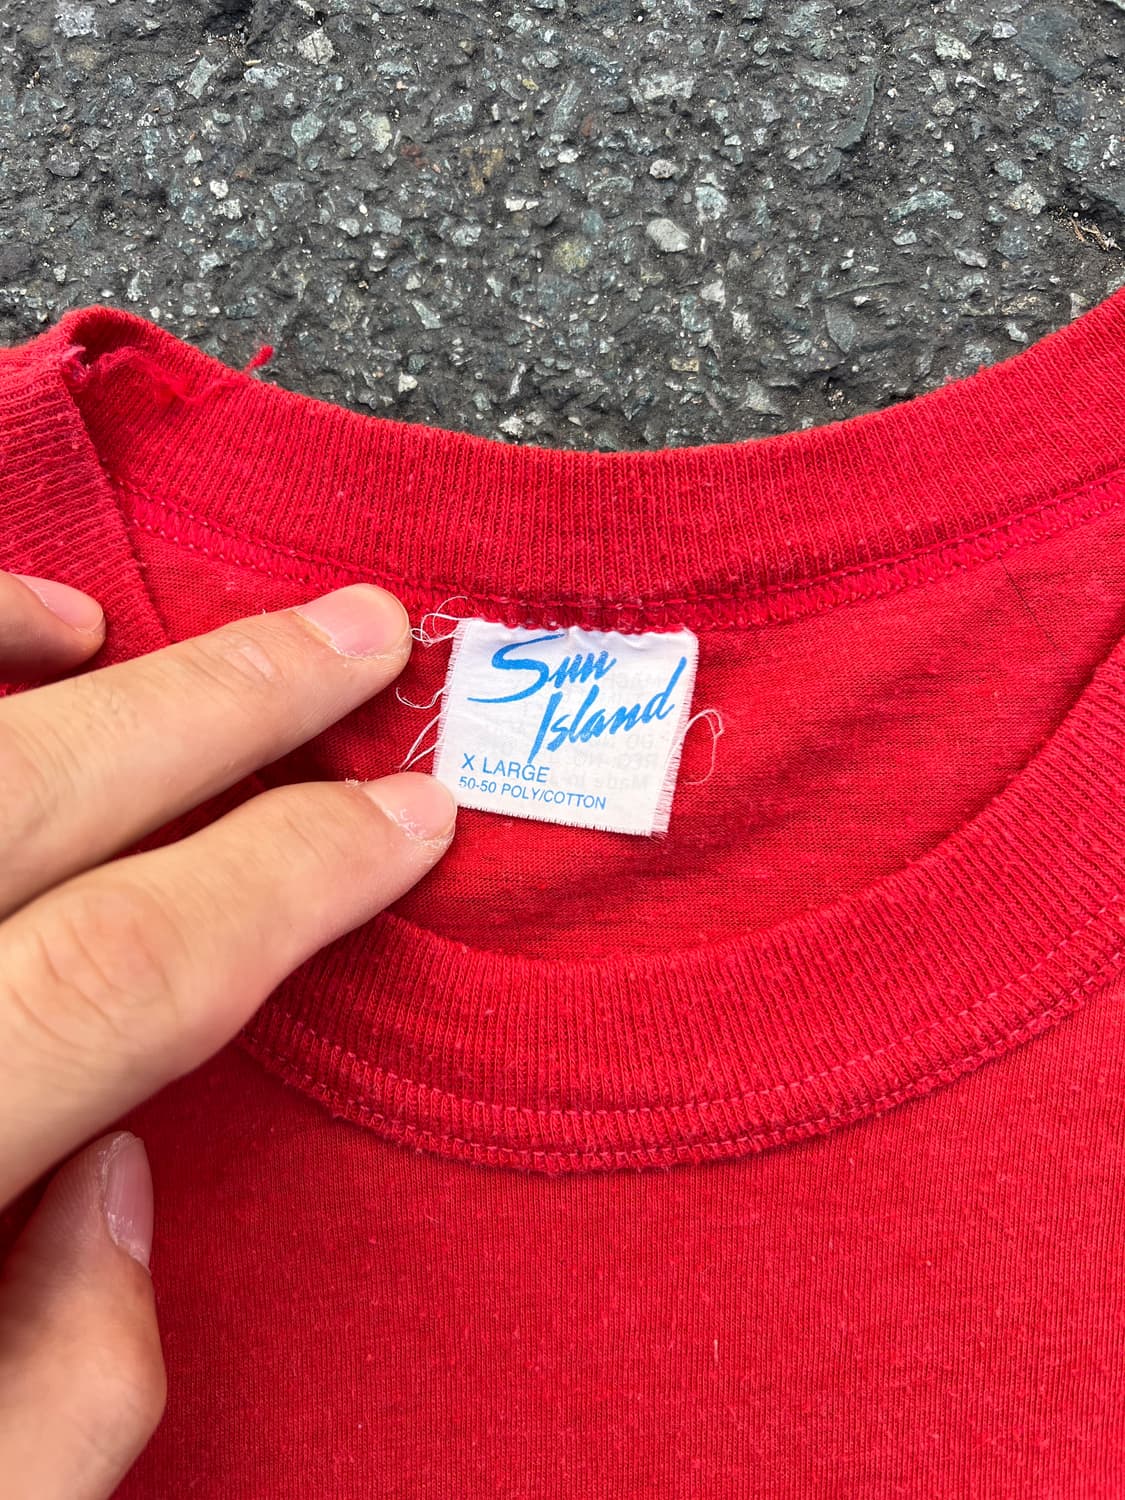 Sun
Island
X LARGE
50-50 POLY/COTTON